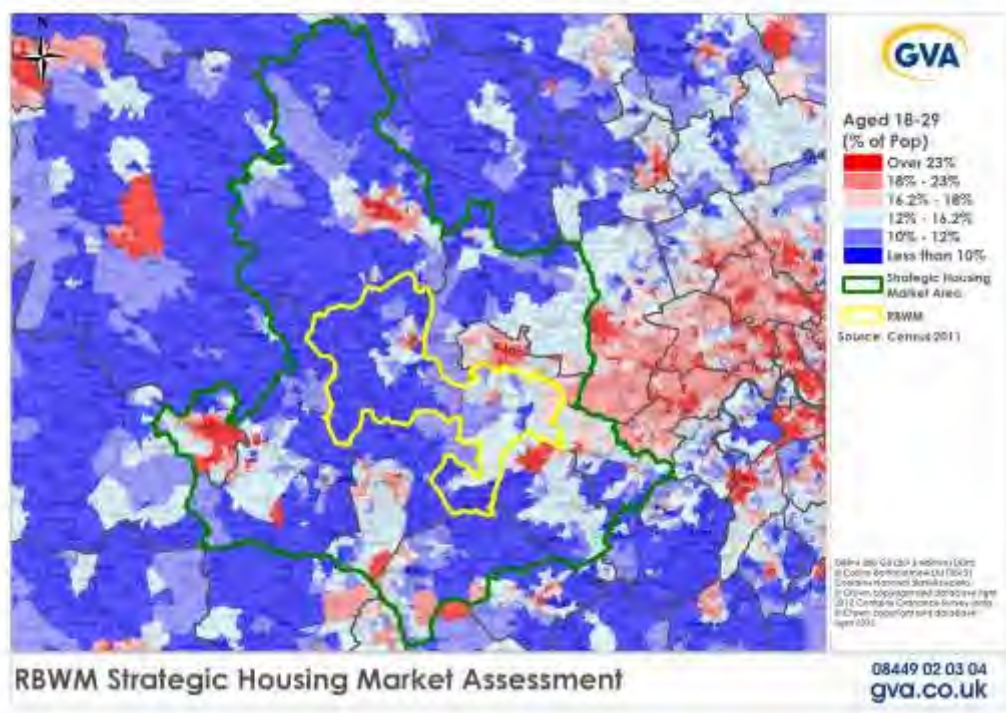 N
GVA
Aged 18-29
(% of Pop)
Over 23%
18% - 23%
16.2% - 18%
12% - 16.2%
10% - 12%
Less than 10%
Strategic Housing
Market Area
RBWM
Source: Census 2011
RBWM Strategic Housing Market Assessment
08449 02 03 04
gva.co.uk